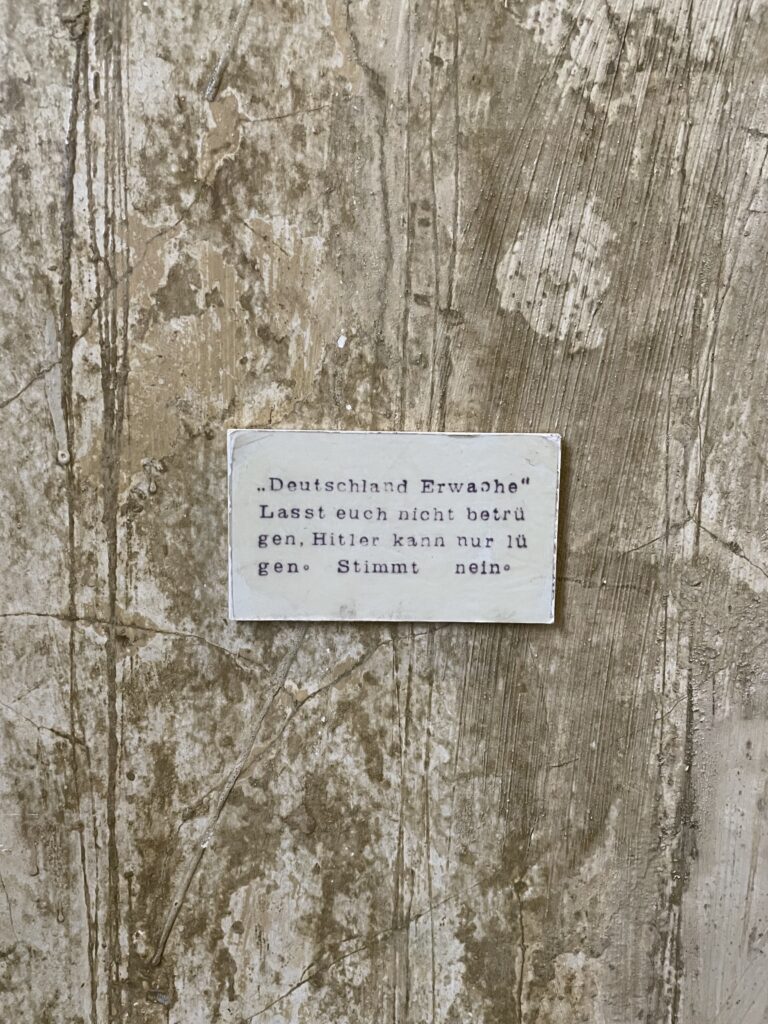 „Deutschland Erwache“
Lasst euch nicht betrü
gen, Hitler kann nur lü
gen. Stimmt nein.